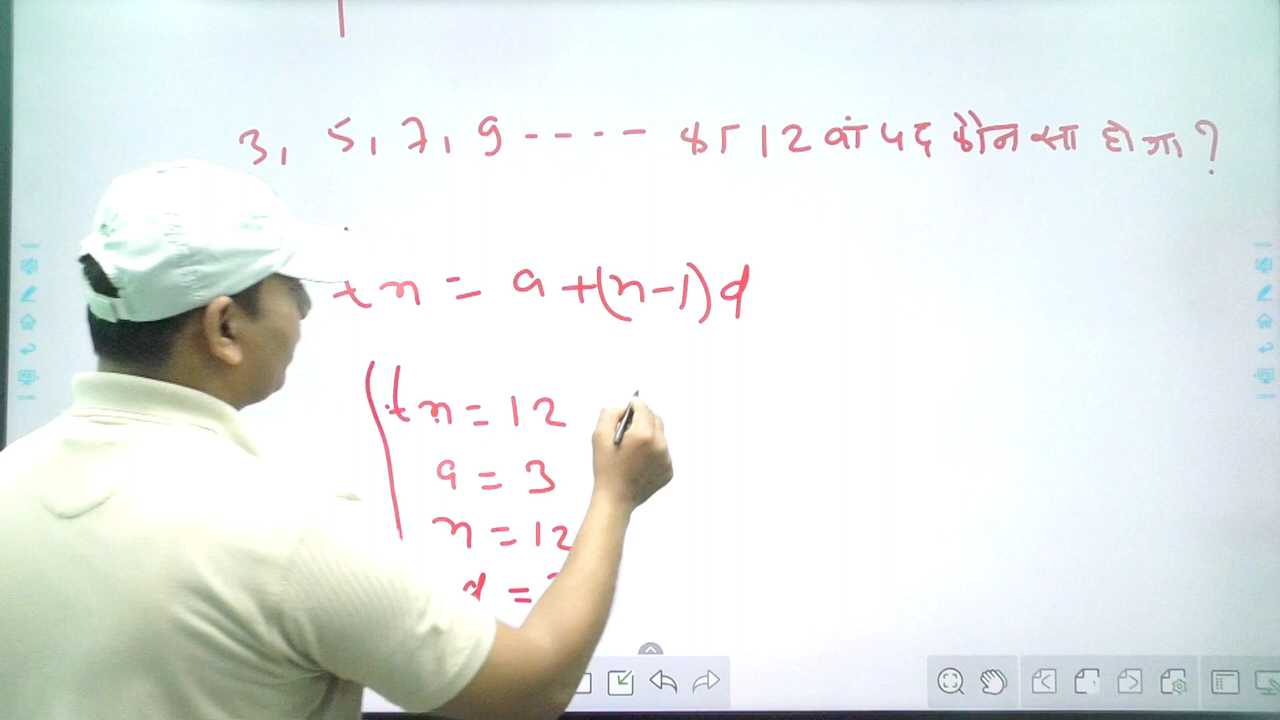 3, 5, 7, 9 ---- का 12 वां पद कौन सा होगा ?
tn = a + (n-1) d
tn = 12
a = 3
n = 12
d =